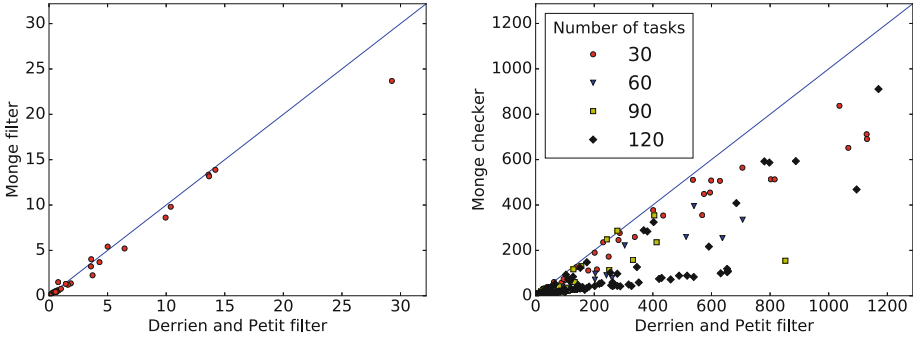 30
25
20
15
10
5
0
Monge filter
0 5 10 15 20 25 30
Derrien and Petit filter
1200
1000
800
600
400
200
0
Monge checker
Number of tasks
30
60
90
120
0 200 400 600 800 1000 1200
Derrien and Petit filter